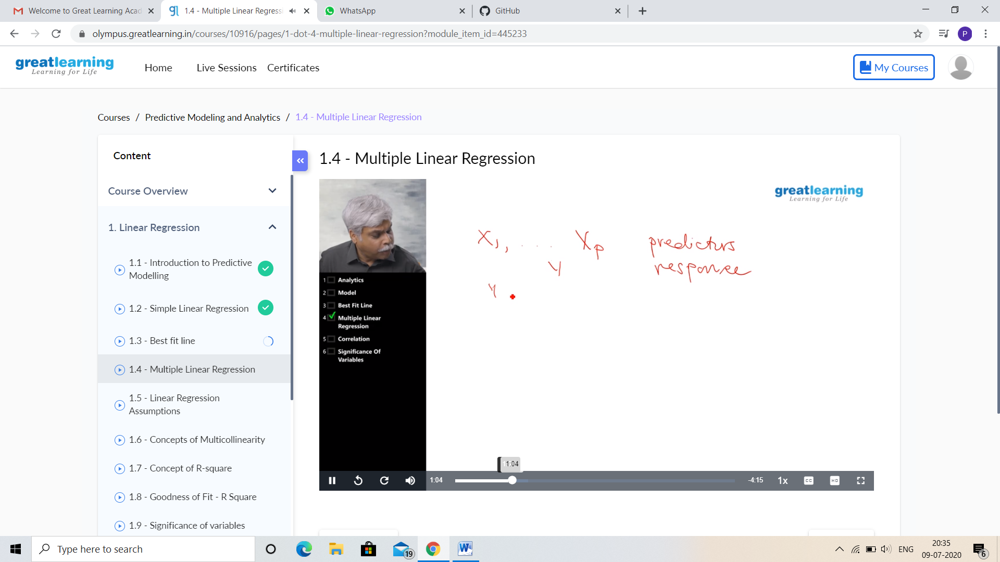 Welcome to Great Learning Acad
1.4 - Multiple Linear Regressi
WhatsApp
GitHub
olympus.greatlearning.in/courses/10916/pages/1-dot-4-multiple-linear-regression?module_item_id=445233
P
greatlearning
Learning for Life
Home
Live Sessions
Certificates
My Courses
Courses / Predictive Modeling and Analytics / 1.4 - Multiple Linear Regression
Content
Course Overview
1. Linear Regression
1.1 - Introduction to Predictive
Modelling
1.2 - Simple Linear Regression
1.3 - Best fit line
1.4 - Multiple Linear Regression
1.5 - Linear Regression
Assumptions
1.6 - Concepts of Multicollinearity
1.7 - Concept of R-square
1.8 - Goodness of Fit - R Square
1.9 - Significance of variables
1.4 - Multiple Linear Regression
greatlearning
Learning for Life
X1, . . . Xp predictors
Y response
Y
1 Analytics
2 Model
3 Best Fit Line
4 Multiple Linear
Regression
5 Correlation
6 Significance Of
Variables
1:04
1:04
-4:15
1x
CC
HD
Type here to search
19
W
ENG
20:35
09-07-2020
6